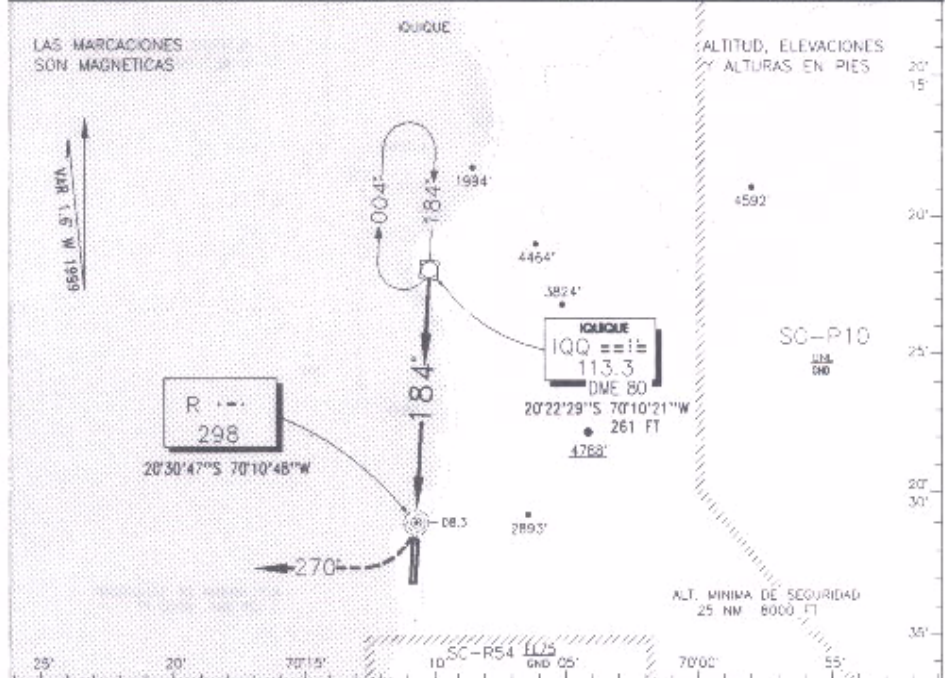 IQUIQUE
LAS MARCACIONES
SON MAGNETICAS
ALTITUD, ELEVACIONES
Y ALTURAS EN PIES
20°
15'
VAR 1.6° W 1999
004°
184°
1994'
4592'
20'
4464'
3824'
IQUIQUE
IQQ
113.3
DME 80
20°22'29"S 70°10'21"W
261 FT
SC-P10
UNL
GND
25'
184°
R
298
20°30'47"S 70°10'48"W
4788'
20°
30'
D8.3
2893'
270°
ALT. MINIMA DE SEGURIDAD
25 NM 8000 FT
35'
SC-R54 FL75
GND
25'
20'
70°15'
10
05'
70°00'
55'